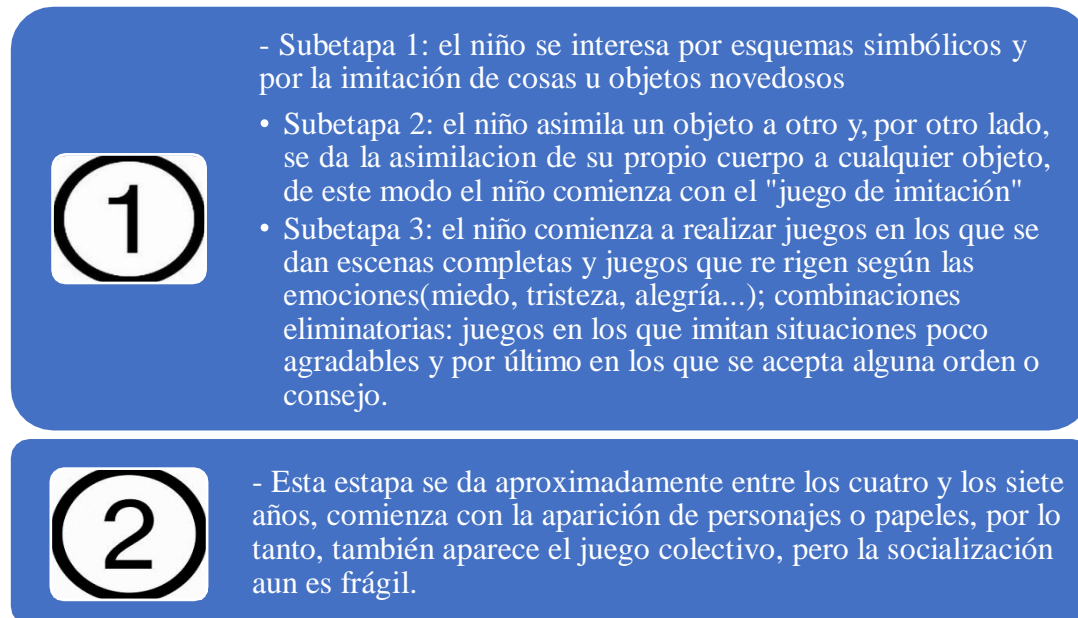 - Subetapa 1: el niño se interesa por esquemas simbólicos y
por la imitación de cosas u objetos novedosos
• Subetapa 2: el niño asimila un objeto a otro y, por otro lado,
se da la asimilacion de su propio cuerpo a cualquier objeto,
de este modo el niño comienza con el "juego de imitación"
1
• Subetapa 3: el niño comienza a realizar juegos en los que se
dan escenas completas y juegos que re rigen según las
emociones(miedo, tristeza, alegría...); combinaciones
eliminatorias: juegos en los que imitan situaciones poco
agradables y por último en los que se acepta alguna orden o
consejo.
2
- Esta estapa se da aproximadamente entre los cuatro y los siete
años, comienza con la aparición de personajes o papeles, por lo
tanto, también aparece el juego colectivo, pero la socialización
aun es frágil.